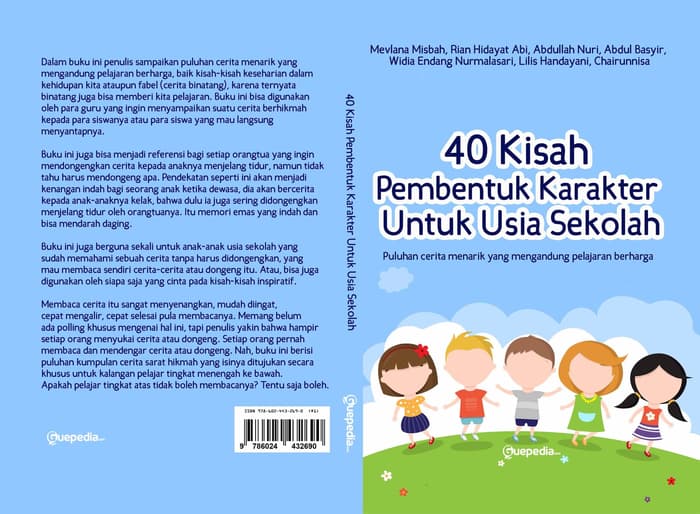 Dalam buku ini penulis sampaikan puluhan cerita menarik yang
mengandung pelajaran berharga, baik kisah-kisah keseharian dalam
kehidupan kita ataupun fabel (cerita binatang), karena ternyata
binatang juga bisa memberi kita pelajaran. Buku ini bisa digunakan
oleh para guru yang ingin menyampaikan suatu cerita berhikmah
kepada para siswanya atau para siswa yang mau langsung
menyantapnya.
Buku ini juga bisa menjadi referensi bagi setiap orangtua yang ingin
mendongengkan cerita kepada anaknya menjelang tidur, namun tidak
tahu harus mendongeng apa. Pendekatan seperti ini akan menjadi
kenangan indah bagi seorang anak ketika dewasa, dia akan bercerita
kepada anak-anaknya kelak, bahwa dulu ia juga sering didongengkan
menjelang tidur oleh orangtuanya. Itu memori emas yang indah dan
bisa mendarah daging.
Buku ini juga berguna sekali untuk anak-anak usia sekolah yang
sudah memahami sebuah cerita tanpa harus didongengkan, yang
mau membaca sendiri cerita-cerita atau dongeng itu. Atau, bisa juga
digunakan oleh siapa saja yang cinta pada kisah-kisah inspiratif.
Membaca cerita itu sangat menyenangkan, mudah diingat,
cepat mengalir, cepat selesai pula membacanya. Memang belum
ada polling khusus mengenai hal ini, tapi penulis yakin bahwa hampir
setiap orang menyukai cerita atau dongeng. Setiap orang pernah
membaca dan mendengar cerita atau dongeng. Nah, buku ini berisi
puluhan kumpulan cerita sarat hikmah yang isinya ditujukan secara
khusus untuk kalangan pelajar tingkat menengah ke bawah.
Apakah pelajar tingkat atas tidak boleh membacanya? Tentu saja boleh.
Guepedia.com
ISBN 978-602-443-269-0 (PL)
9 786024 432690
40 Kisah Pembentuk Karakter Untuk Usia Sekolah
Guepedia
Mevlana Misbah, Rian Hidayat Abi, Abdullah Nuri, Abdul Basyir,
Widia Endang Nurmalasari, Lilis Handayani, Chairunnisa
40 Kisah
Pembentuk Karakter
Untuk Usia Sekolah
Puluhan cerita menarik yang mengandung pelajaran berharga
Guepedia.com